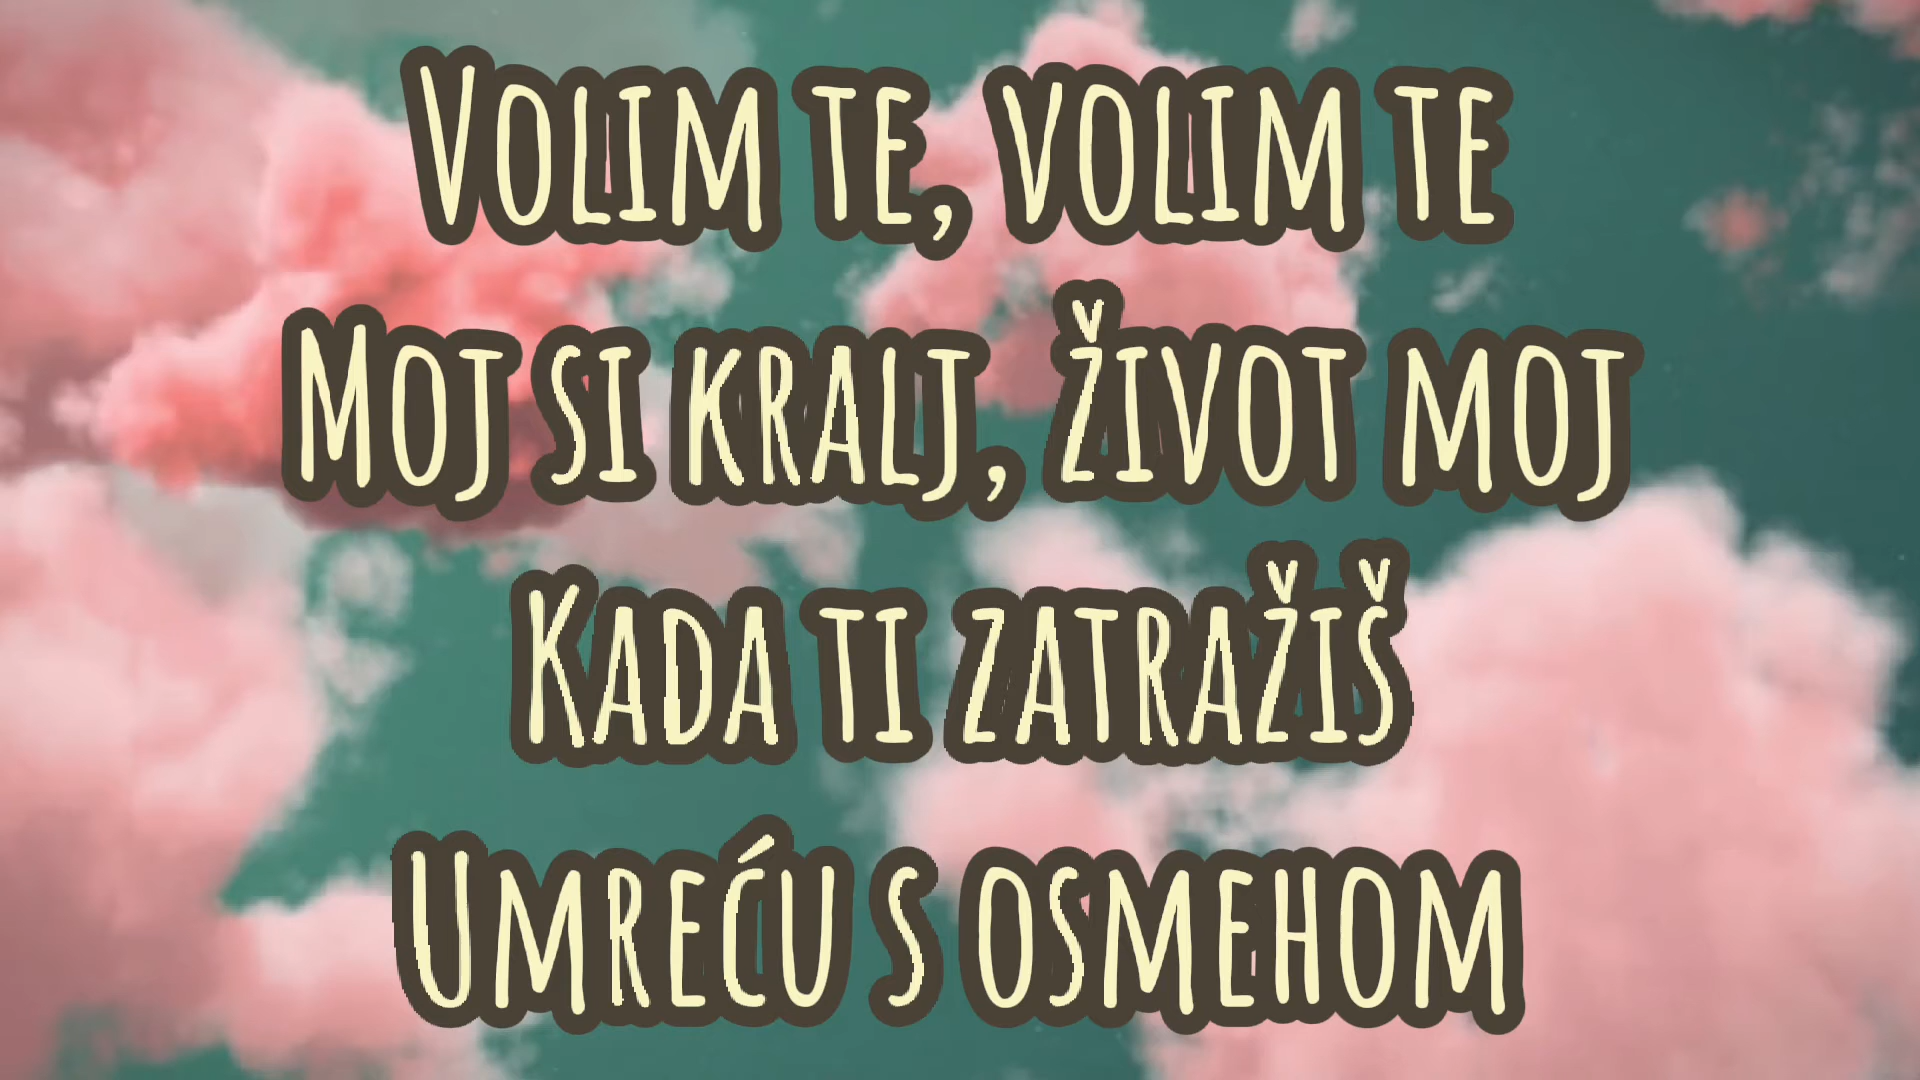 Volim te, volim te
Moj si kralj, život moj
Kada ti zatražiš
Umreću s osmehom